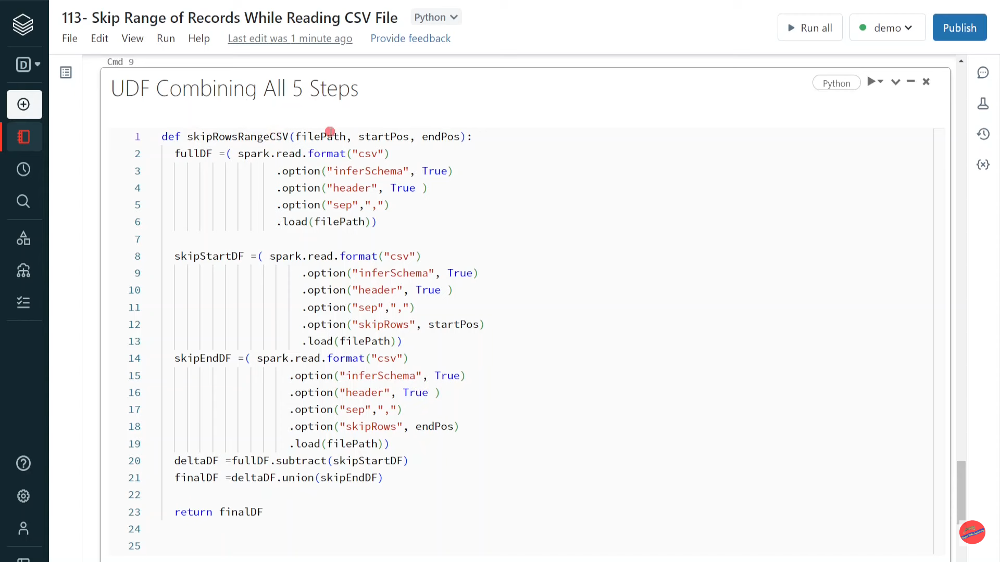 113- Skip Range of Records While Reading CSV File
Python
File Edit View Run Help Last edit was 1 minute ago Provide feedback
Run all
demo
Publish
D
Cmd 9
UDF Combining All 5 Steps
Python
1 def skipRowsRangeCSV(filePath, startPos, endPos):
2 fullDF =( spark.read.format("csv")
3 .option("inferSchema", True)
4 .option("header", True )
5 .option("sep",",")
6 .load(filePath))
7
8 skipStartDF =( spark.read.format("csv")
9 .option("inferSchema", True)
10 .option("header", True )
11 .option("sep",",")
12 .option("skipRows", startPos)
13 .load(filePath))
14 skipEndDF =( spark.read.format("csv")
15 .option("inferSchema", True)
16 .option("header", True )
17 .option("sep",",")
18 .option("skipRows", endPos)
19 .load(filePath))
20 deltaDF =fullDF.subtract(skipStartDF)
21 finalDF =deltaDF.union(skipEndDF)
22
23 return finalDF
24
25